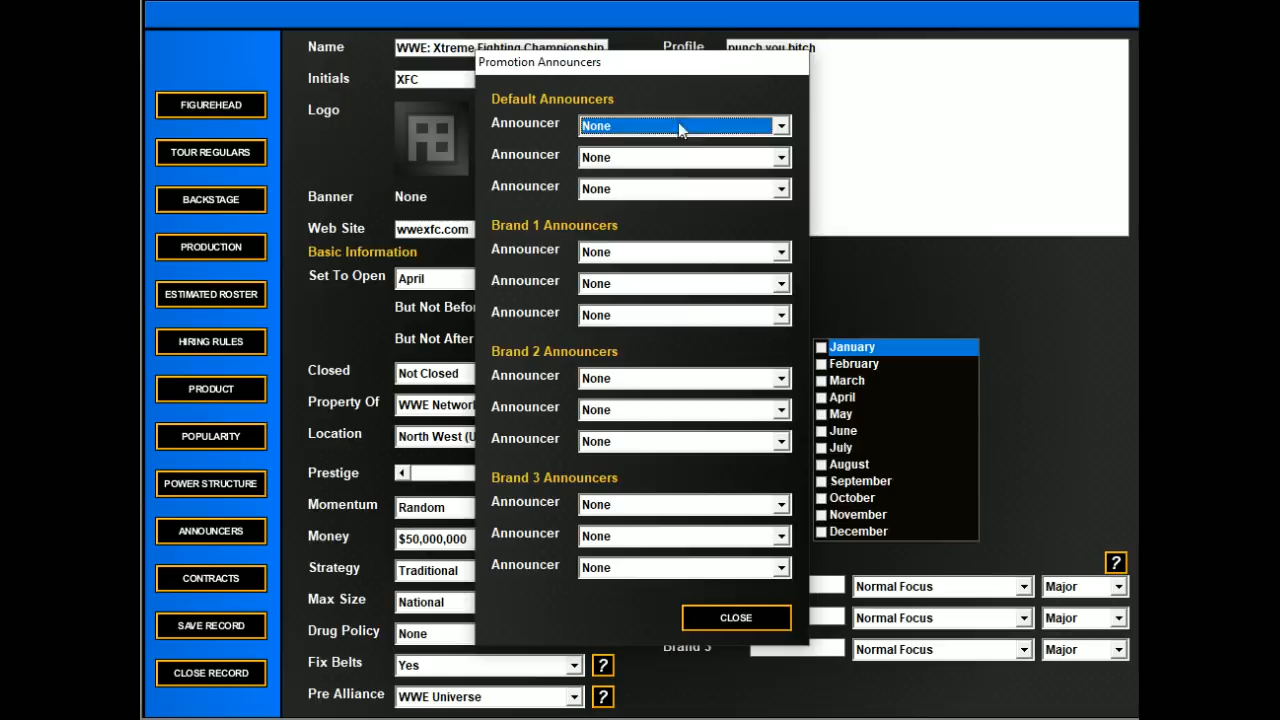 FIGUREHEAD
TOUR REGULARS
BACKSTAGE
PRODUCTION
ESTIMATED ROSTER
HIRING RULES
PRODUCT
POPULARITY
POWER STRUCTURE
ANNOUNCERS
CONTRACTS
SAVE RECORD
CLOSE RECORD
Name WWE: Xtreme Fighting Championship
Initials XFC
Logo
Banner None
Web Site wwexfc.com
Basic Information
Set To Open April
But Not Befo
But Not After
Closed Not Closed
Property Of WWE Networ
Location North West (U
Prestige
Momentum Random
Money $50,000,000
Strategy Traditional
Max Size National
Drug Policy None
Fix Belts Yes ?
Pre Alliance WWE Universe ?
Promotion Announcers
Default Announcers
Announcer None
Announcer None
Announcer None
Brand 1 Announcers
Announcer None
Announcer None
Announcer None
Brand 2 Announcers
Announcer None
Announcer None
Announcer None
Brand 3 Announcers
Announcer None
Announcer None
Announcer None
CLOSE
Profile punch you bitch
January
February
March
April
May
June
July
August
September
October
November
December
?
Normal Focus Major
Normal Focus Major
Brand 3 Normal Focus Major